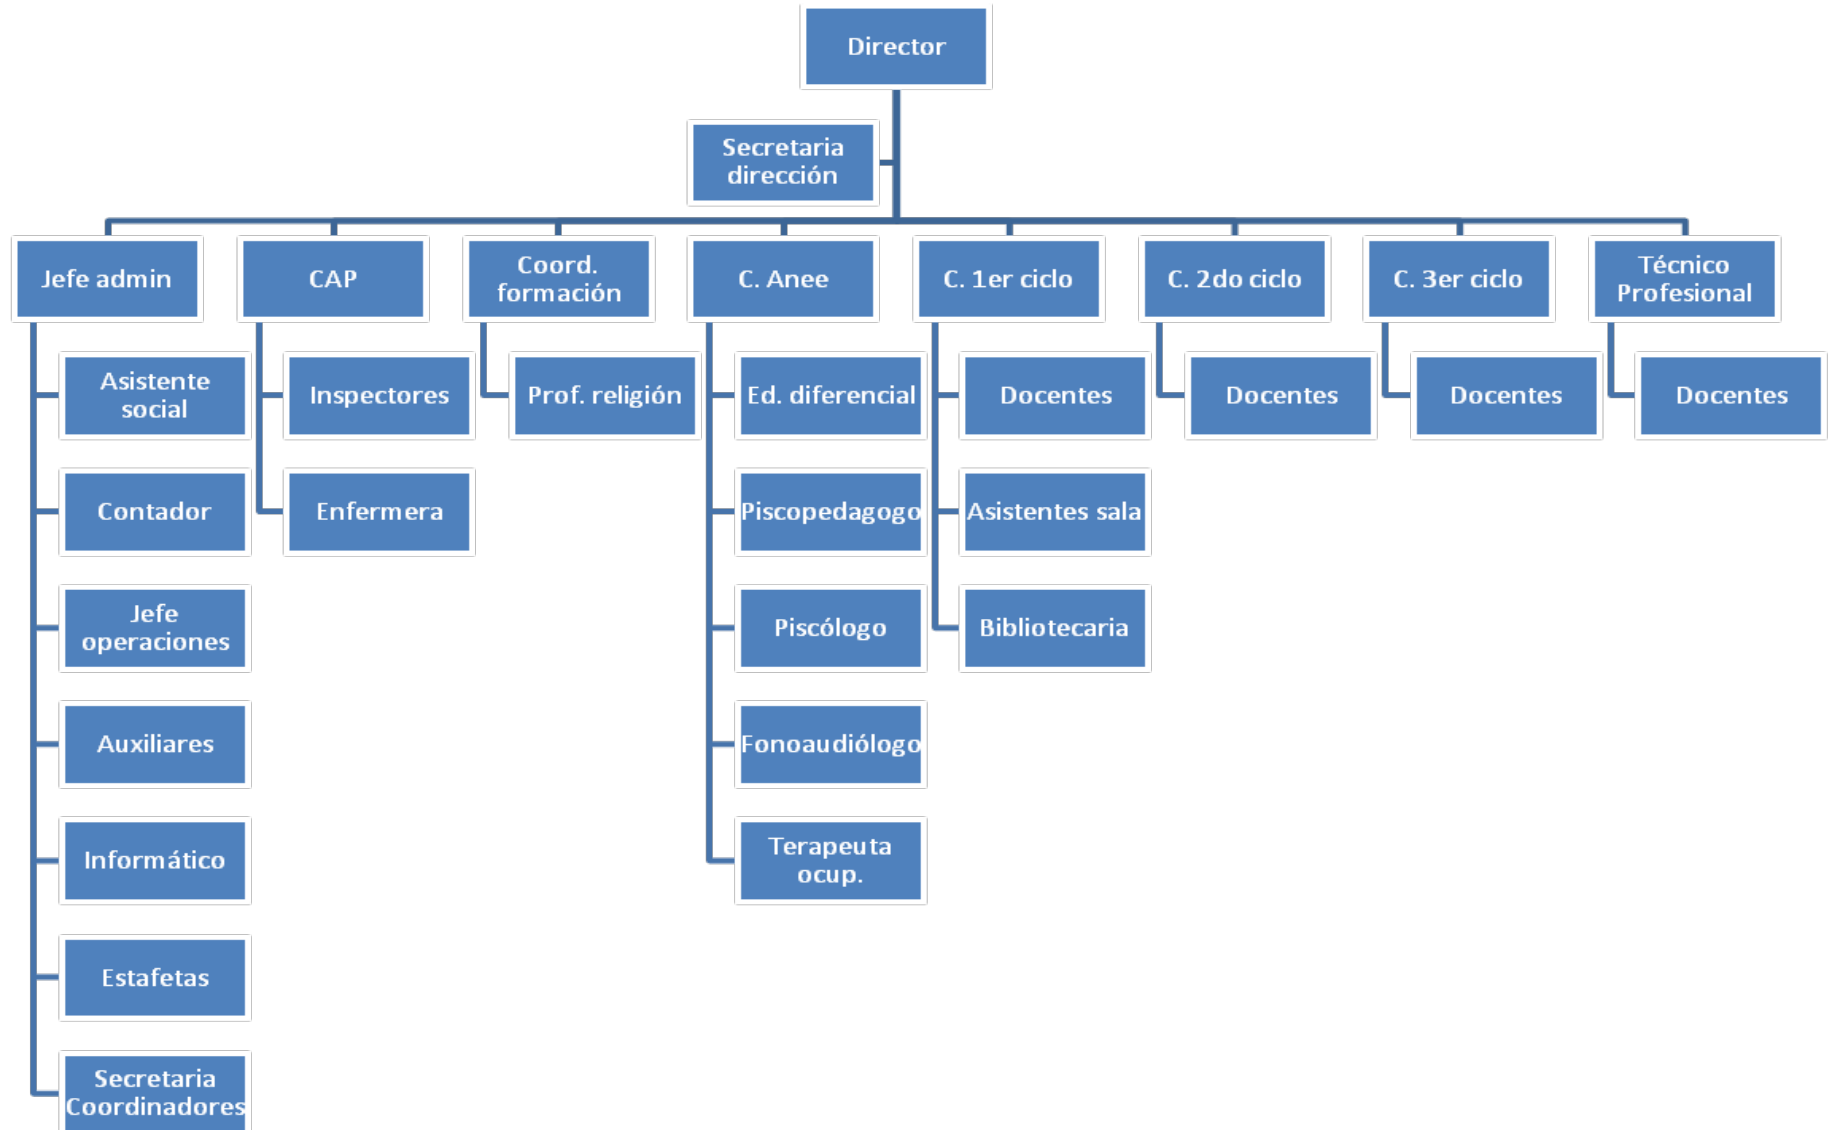 Director
Secretaria
dirección
Jefe admin
CAP
Coord.
formación
C. Anee
C. 1er ciclo
C. 2do ciclo
C. 3er ciclo
Técnico
Profesional
Asistente
social
Inspectores
Prof. religión
Ed. diferencial
Docentes
Docentes
Docentes
Docentes
Contador
Enfermera
Piscopedagogo
Asistentes sala
Jefe
operaciones
Piscólogo
Bibliotecaria
Auxiliares
Fonoaudiólogo
Informático
Terapeuta
ocup.
Estafetas
Secretaria
Coordinadores